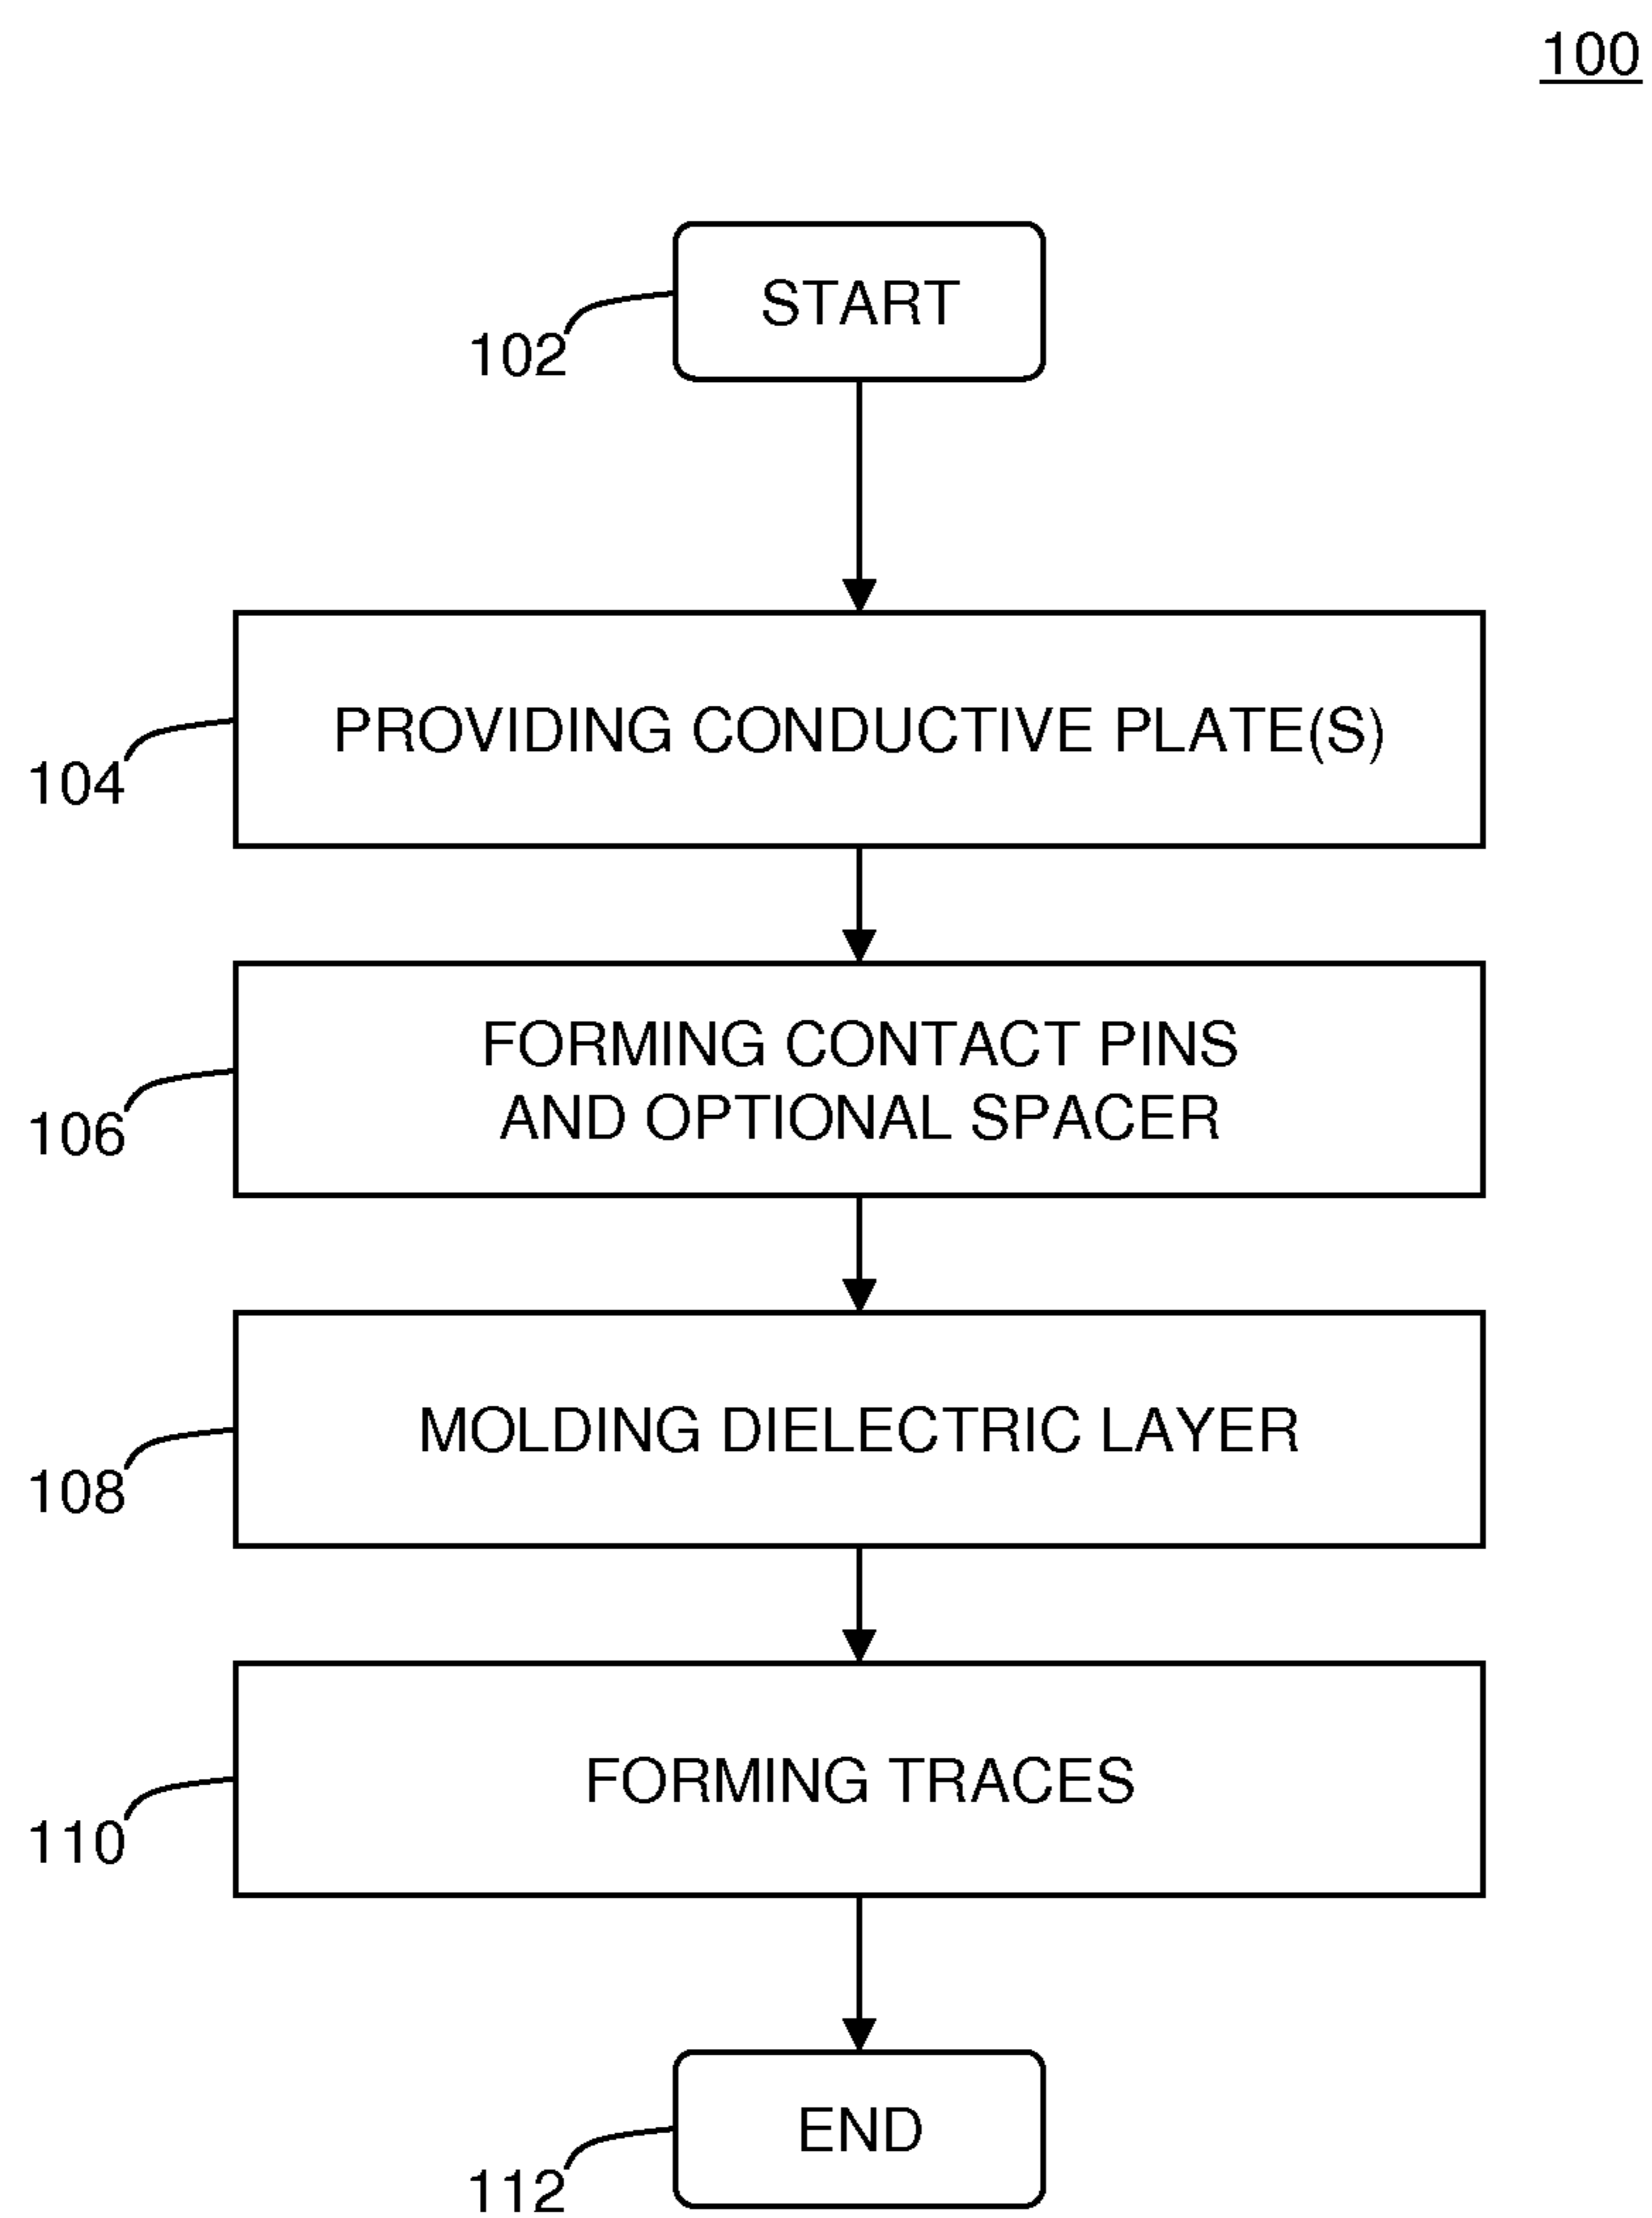 100
START
102
PROVIDING CONDUCTIVE PLATE(S)
104
FORMING CONTACT PINS
AND OPTIONAL SPACER
106
MOLDING DIELECTRIC LAYER
108
FORMING TRACES
110
END
112